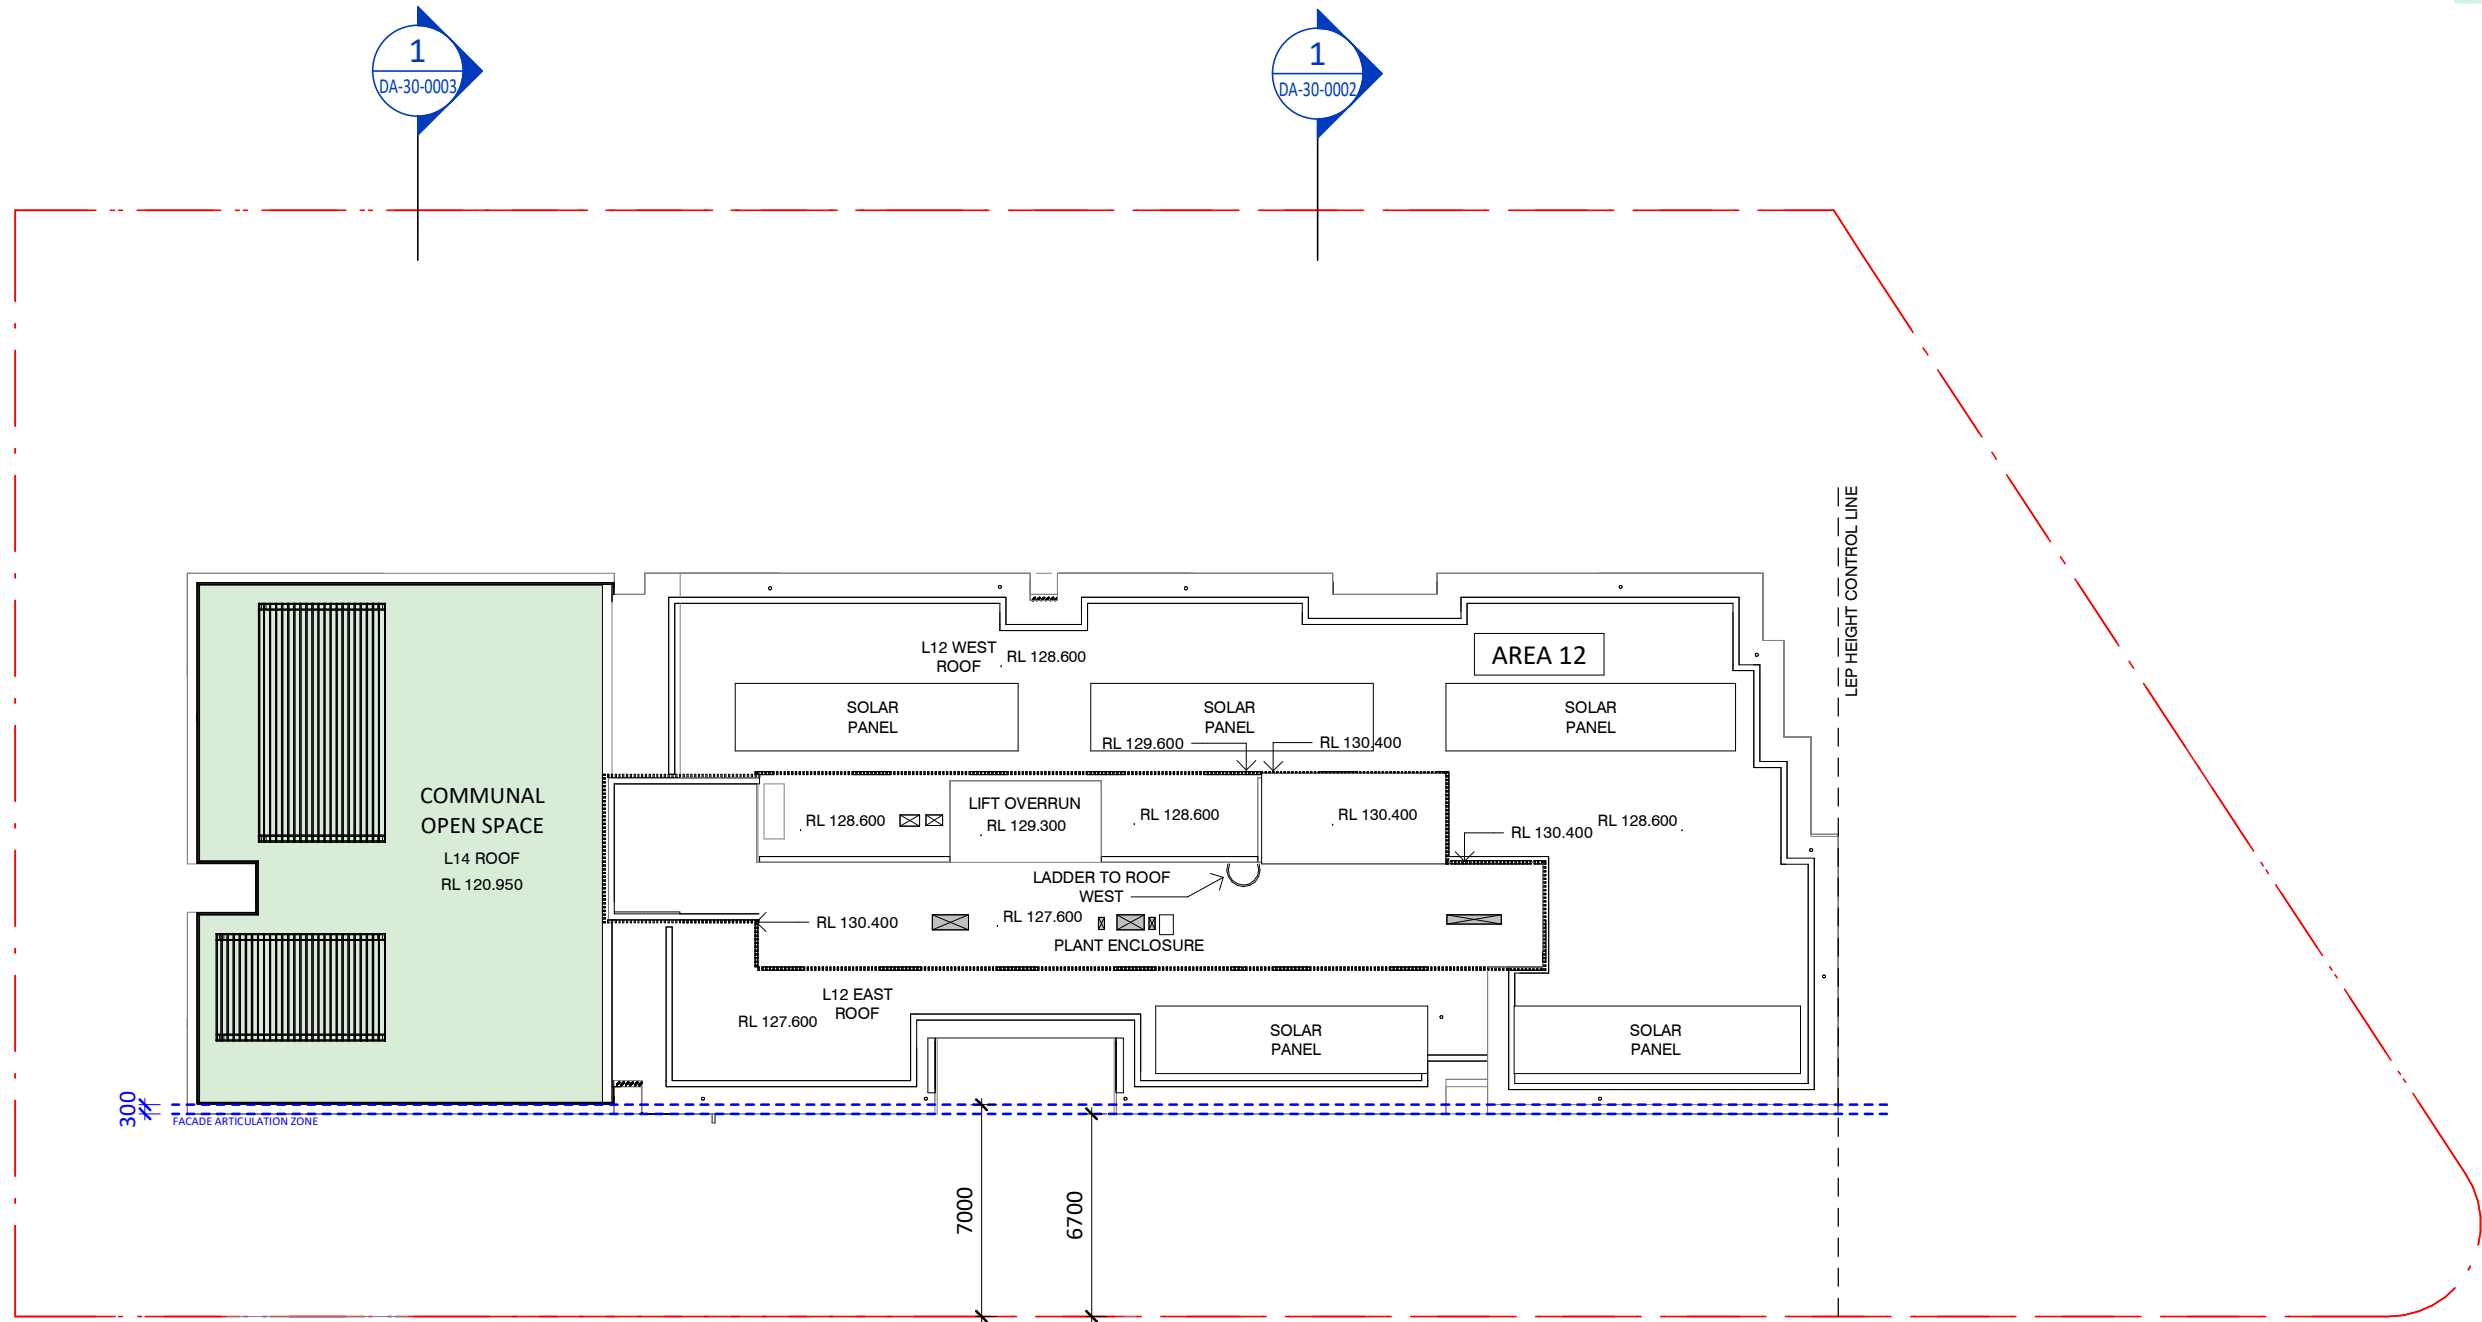 1
DA-30-0003
1
DA-30-0002
LEP HEIGHT CONTROL LINE
L12 WEST
ROOF
RL 128.600
AREA 12
SOLAR
PANEL
SOLAR
PANEL
SOLAR
PANEL
RL 129.600
RL 130.400
COMMUNAL
OPEN SPACE
L14 ROOF
RL 120.950
RL 128.600
LIFT OVERRUN
RL 129.300
RL 128.600
RL 130.400
RL 130.400
RL 128.600
LADDER TO ROOF
WEST
RL 130.400
RL 127.600
PLANT ENCLOSURE
L12 EAST
ROOF
RL 127.600
SOLAR
PANEL
SOLAR
PANEL
300
FACADE ARTICULATION ZONE
7000
6700